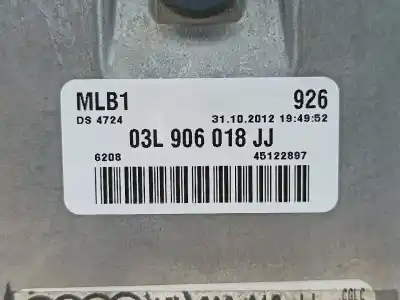 MLB1 926
DS 4724 31.10.2012 19:49:52
03L 906 018 JJ
6208 45122897